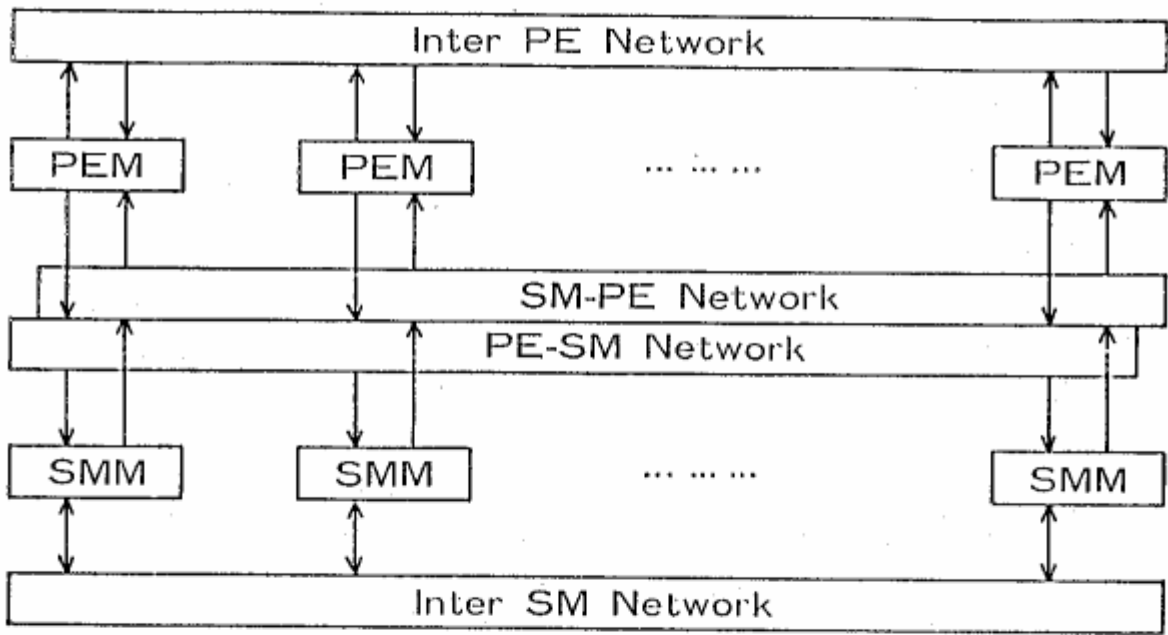 Inter PE Network
PEM PEM ... ... ... PEM
SM-PE Network
PE-SM Network
SMM SMM ... ... ... SMM
Inter SM Network